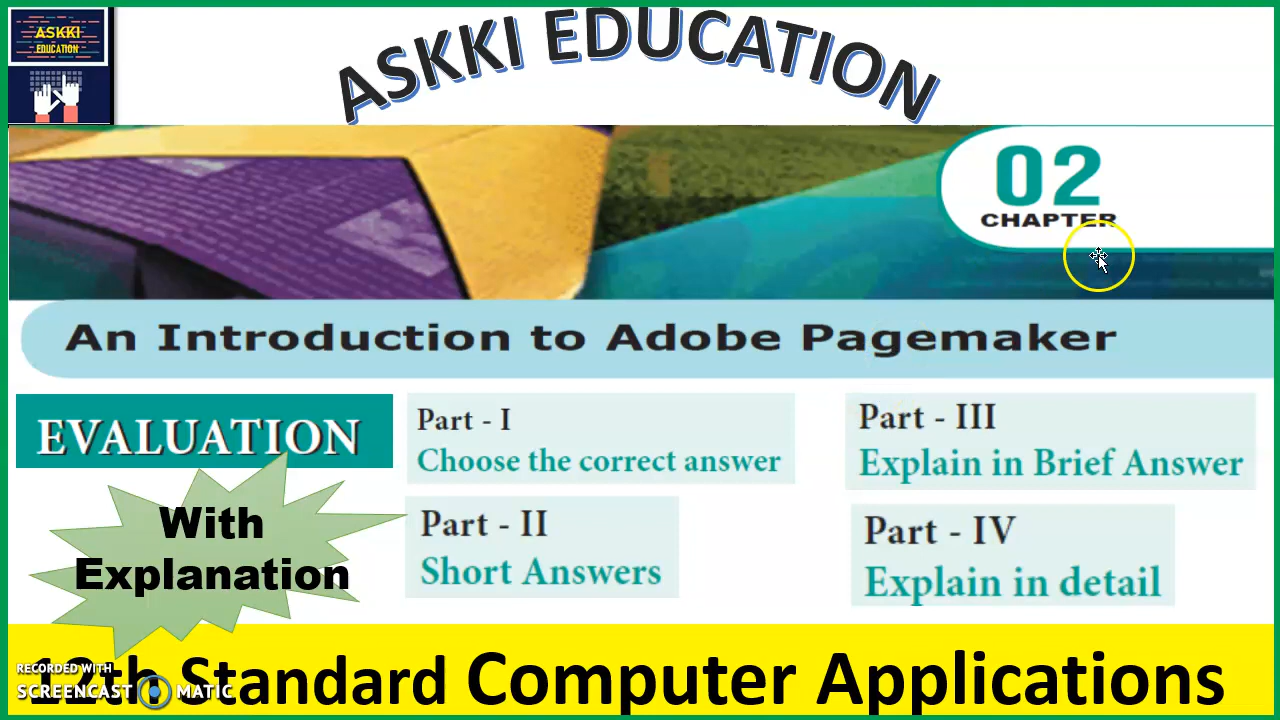 ASKKI
EDUCATION
ASKKI EDUCATION
02
CHAPTER
An Introduction to Adobe Pagemaker
EVALUATION
With
Explanation
Part - I
Choose the correct answer
Part - II
Short Answers
Part - III
Explain in Brief Answer
Part - IV
Explain in detail
12th Standard Computer Applications
RECORDED WITH
SCREENCAST MATIC